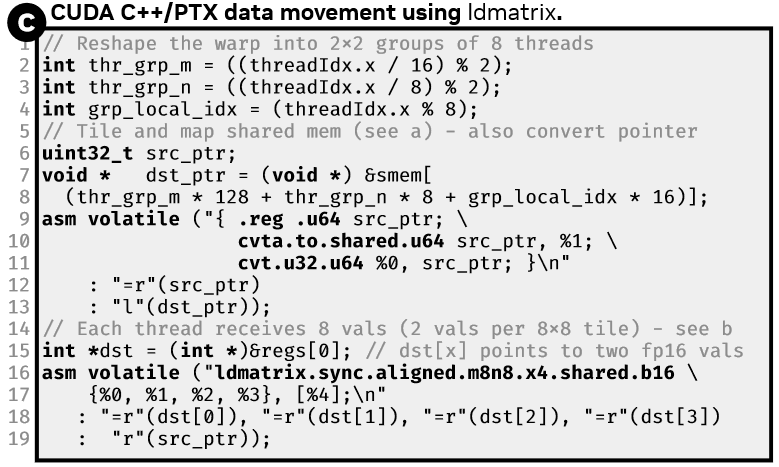 C CUDA C++/PTX data movement using ldmatrix.
1 // Reshape the warp into 2×2 groups of 8 threads
2 int thr_grp_m = ((threadIdx.x / 16) % 2);
3 int thr_grp_n = ((threadIdx.x / 8) % 2);
4 int grp_local_idx = (threadIdx.x % 8);
5 // Tile and map shared mem (see a) – also convert pointer
6 uint32_t src_ptr;
7 void *   dst_ptr = (void *) &smem[
8   (thr_grp_m * 128 + thr_grp_n * 8 + grp_local_idx * 16)];
9 asm volatile ("{ .reg .u64 src_ptr; \
10                cvta.to.shared.u64 src_ptr, %1; \
11                cvt.u32.u64 %0, src_ptr; }\n"
12     : "=r"(src_ptr)
13     : "l"(dst_ptr));
14 // Each thread receives 8 vals (2 vals per 8×8 tile) – see b
15 int *dst = (int *)&regs[0]; // dst[x] points to two fp16 vals
16 asm volatile ("ldmatrix.sync.aligned.m8n8.x4.shared.b16 \
17     {%0, %1, %2, %3}, [%4];\n"
18    : "=r"(dst[0]), "=r"(dst[1]), "=r"(dst[2]), "=r"(dst[3])
19    :  "r"(src_ptr));